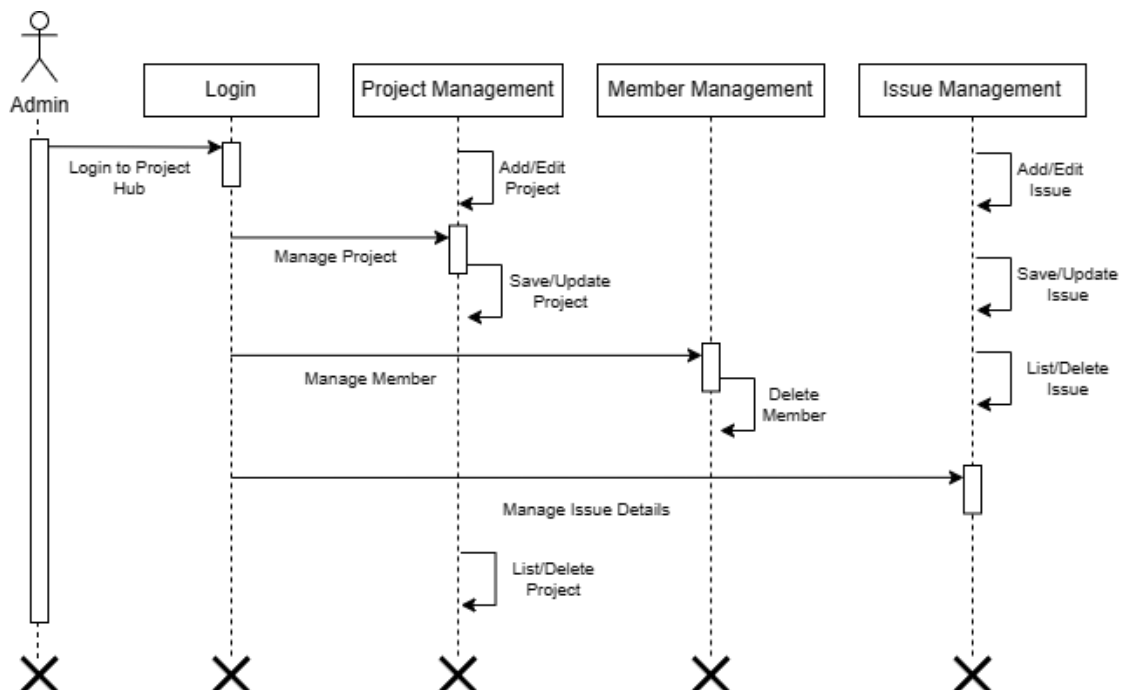 Admin
Login
Project Management
Member Management
Issue Management
Login to Project
Hub
Add/Edit
Project
Add/Edit
Issue
Manage Project
Save/Update
Project
Save/Update
Issue
Manage Member
Delete
Member
List/Delete
Issue
Manage Issue Details
List/Delete
Project